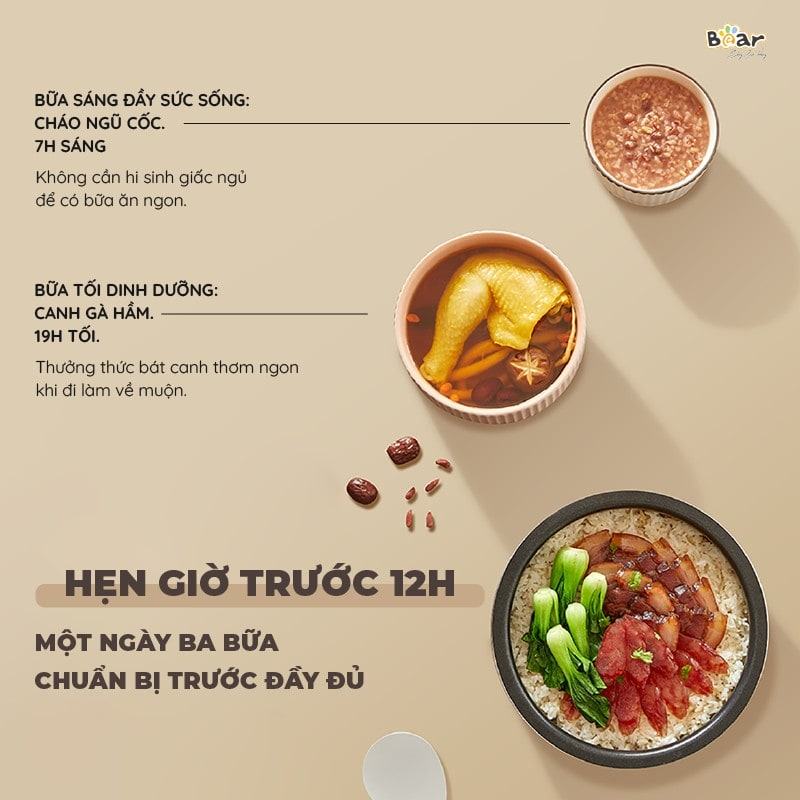 Bear
BỮA SÁNG ĐẦY SỨC SỐNG:
CHÁO NGŨ CỐC.
7H SÁNG
Không cần hi sinh giấc ngủ
để có bữa ăn ngon.
BỮA TỐI DINH DƯỠNG:
CANH GÀ HẦM.
19H TỐI.
Thưởng thức bát canh thơm ngon
khi đi làm về muộn.
HẸN GIỜ TRƯỚC 12H
MỘT NGÀY BA BỮA
CHUẨN BỊ TRƯỚC ĐẦY ĐỦ